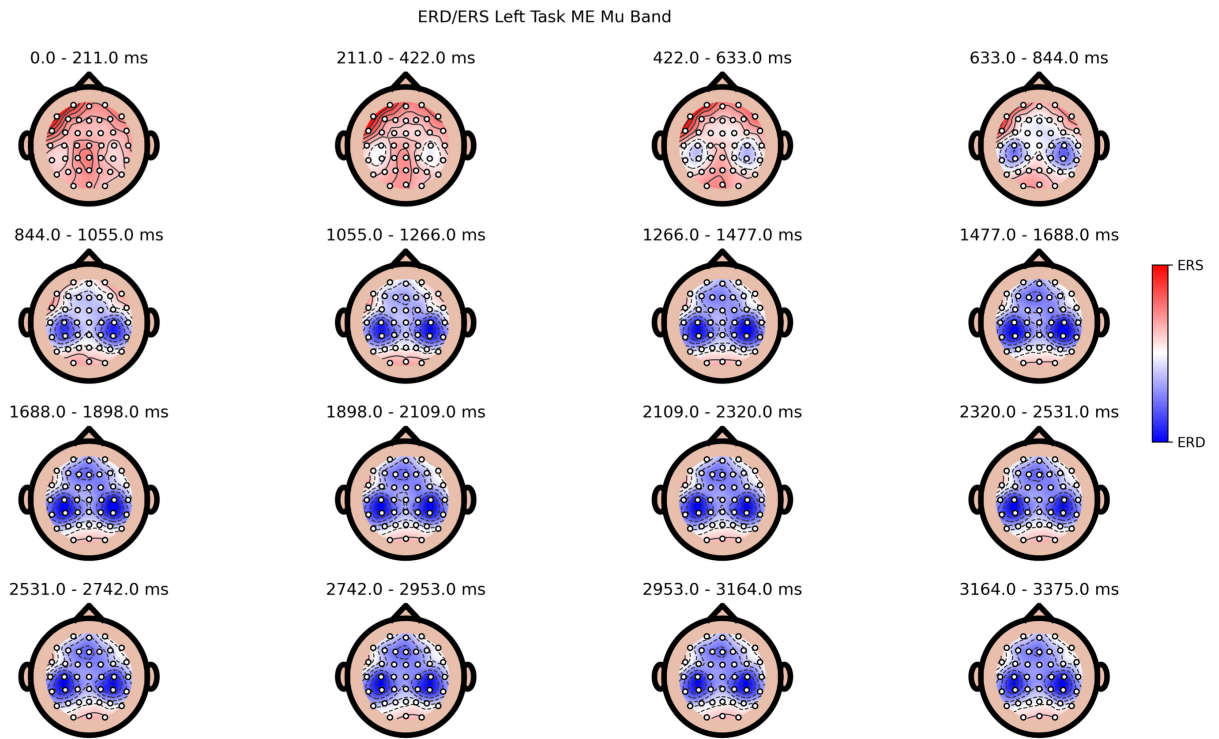 ERD/ERS Left Task ME Mu Band
0.0 - 211.0 ms
211.0 - 422.0 ms
422.0 - 633.0 ms
633.0 - 844.0 ms
844.0 - 1055.0 ms
1055.0 - 1266.0 ms
1266.0 - 1477.0 ms
1477.0 - 1688.0 ms
ERS
ERD
1688.0 - 1898.0 ms
1898.0 - 2109.0 ms
2109.0 - 2320.0 ms
2320.0 - 2531.0 ms
2531.0 - 2742.0 ms
2742.0 - 2953.0 ms
2953.0 - 3164.0 ms
3164.0 - 3375.0 ms